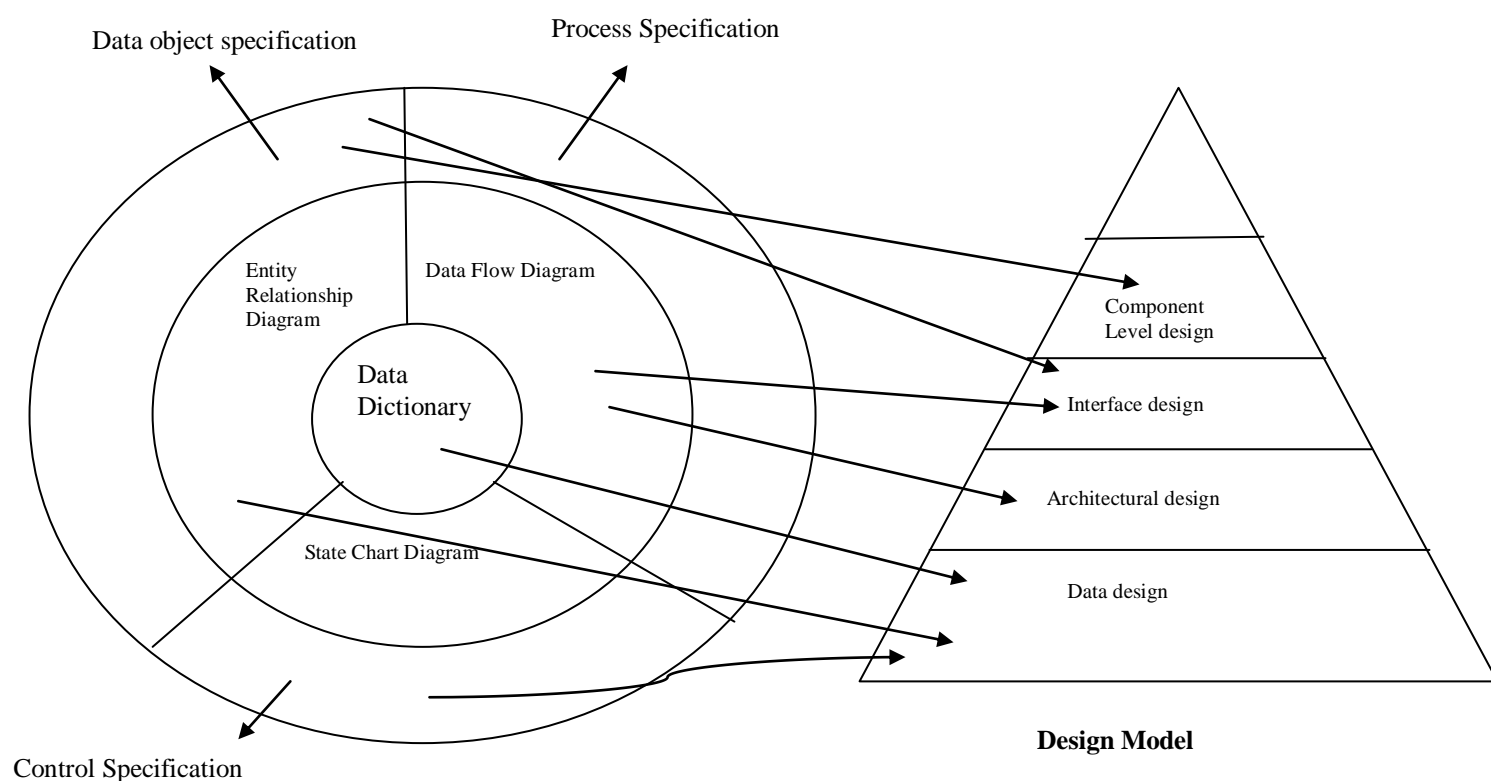 Data object specification
Process Specification
Entity
Relationship
Diagram
Data Flow Diagram
Data
Dictionary
State Chart Diagram
Control Specification
Component
Level design
Interface design
Architectural design
Data design
Design Model